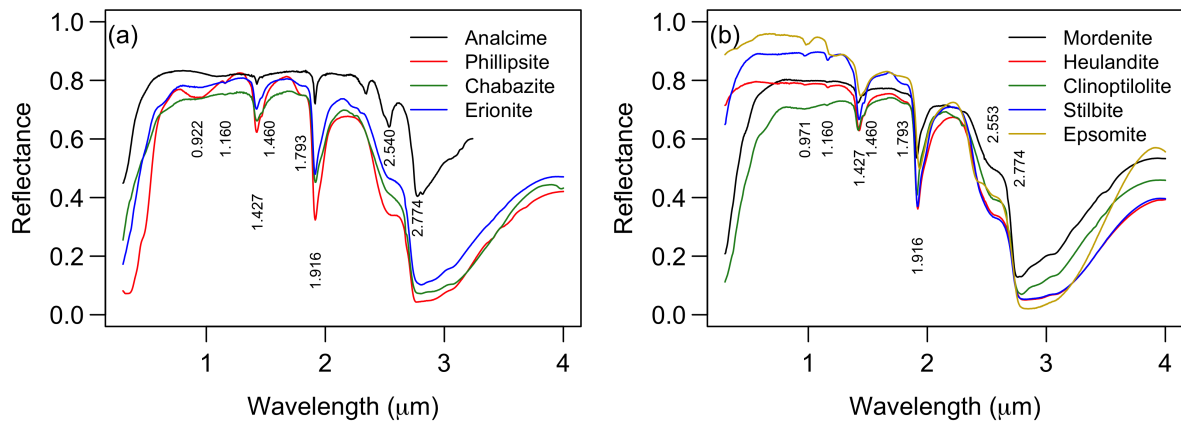 (a)
Analcime
Phillipsite
Chabazite
Erionite
0.922
1.160
1.427
1.460
1.793
1.916
2.540
2.774
Reflectance
1.0
0.8
0.6
0.4
0.2
0.0
1 2 3 4
Wavelength (μm)
(b)
Mordenite
Heulandite
Clinoptilolite
Stilbite
Epsomite
0.971
1.160
1.427
1.460
1.793
1.916
2.553
2.774
Reflectance
1.0
0.8
0.6
0.4
0.2
0.0
1 2 3 4
Wavelength (μm)